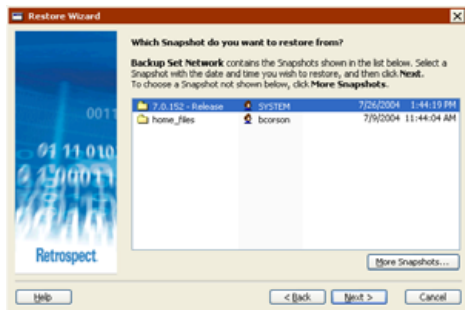 Restore Wizard
Which Snapshot do you want to restore from?
Backup Set Network contains the Snapshots shown in the list below. Select a
Snapshot with the date and time you wish to restore, and then click Next.
To choose a Snapshot not shown below, click More Snapshots.
7.0.152 - Release SYSTEM 7/26/2004 1:44:19 PM
home_files bcorson 7/9/2004 11:44:04 AM
Retrospect
More Snapshots...
Help < Back Next > Cancel